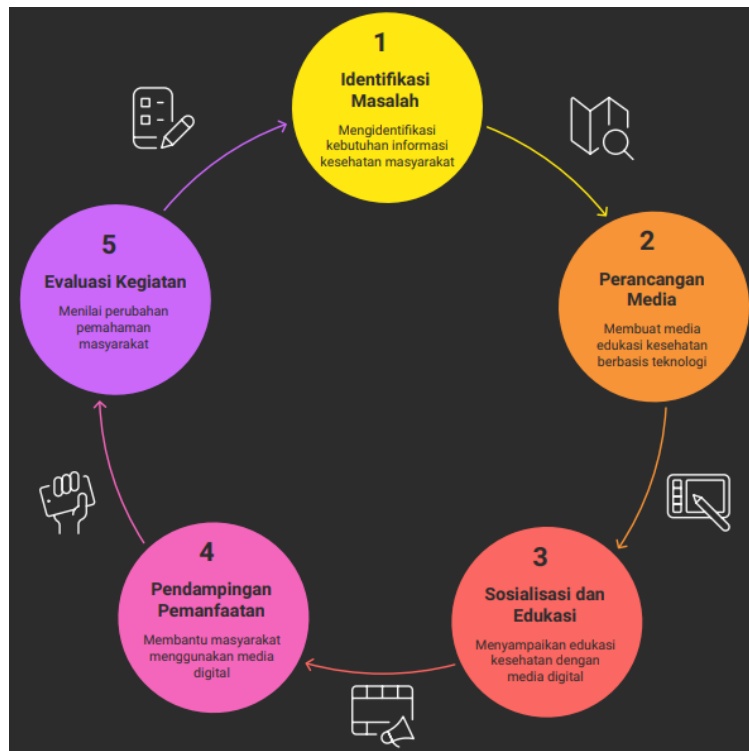 1
Identifikasi
Masalah
Mengidentifikasi
kebutuhan informasi
kesehatan masyarakat
2
Perancangan
Media
Membuat media
edukasi kesehatan
berbasis teknologi
3
Sosialisasi dan
Edukasi
Menyampaikan edukasi
kesehatan dengan
media digital
4
Pendampingan
Pemanfaatan
Membantu masyarakat
menggunakan media
digital
5
Evaluasi Kegiatan
Menilai perubahan
pemahaman
masyarakat